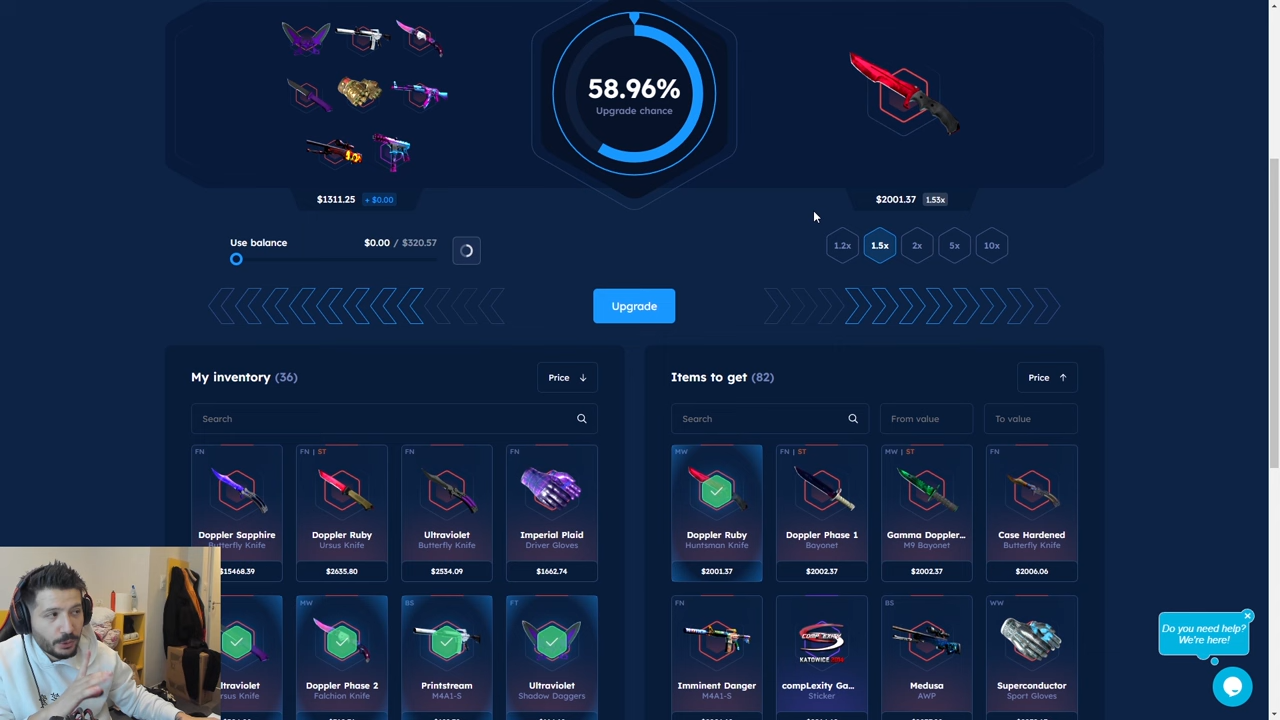 58.96%
Upgrade chance
$1311.25 + $0.00
$2001.37 1.53x
Use balance $0.00 / $320.57
1.2x 1.5x 2x 5x 10x
Upgrade
My inventory (36) Price
Search
FN
Doppler Sapphire
Butterfly Knife
$15468.39
FN | ST
Doppler Ruby
Ursus Knife
$2635.80
FN
Ultraviolet
Butterfly Knife
$2534.09
FN
Imperial Plaid
Driver Gloves
$1662.74
ltraviolet
rsus Knife
MW
Doppler Phase 2
Falchion Knife
BS
Printstream
M4A1-S
FT
Ultraviolet
Shadow Daggers
Items to get (82) Price
Search From value To value
MW
Doppler Ruby
Huntsman Knife
$2001.37
FN | ST
Doppler Phase 1
Bayonet
$2002.37
MW | ST
Gamma Doppler...
M9 Bayonet
$2002.37
FN
Case Hardened
Butterfly Knife
$2006.06
FN
Imminent Danger
M4A1-S
compLexity Ga...
Sticker
BS
Medusa
AWP
WW
Superconductor
Sport Gloves
Do you need help?
We're here!